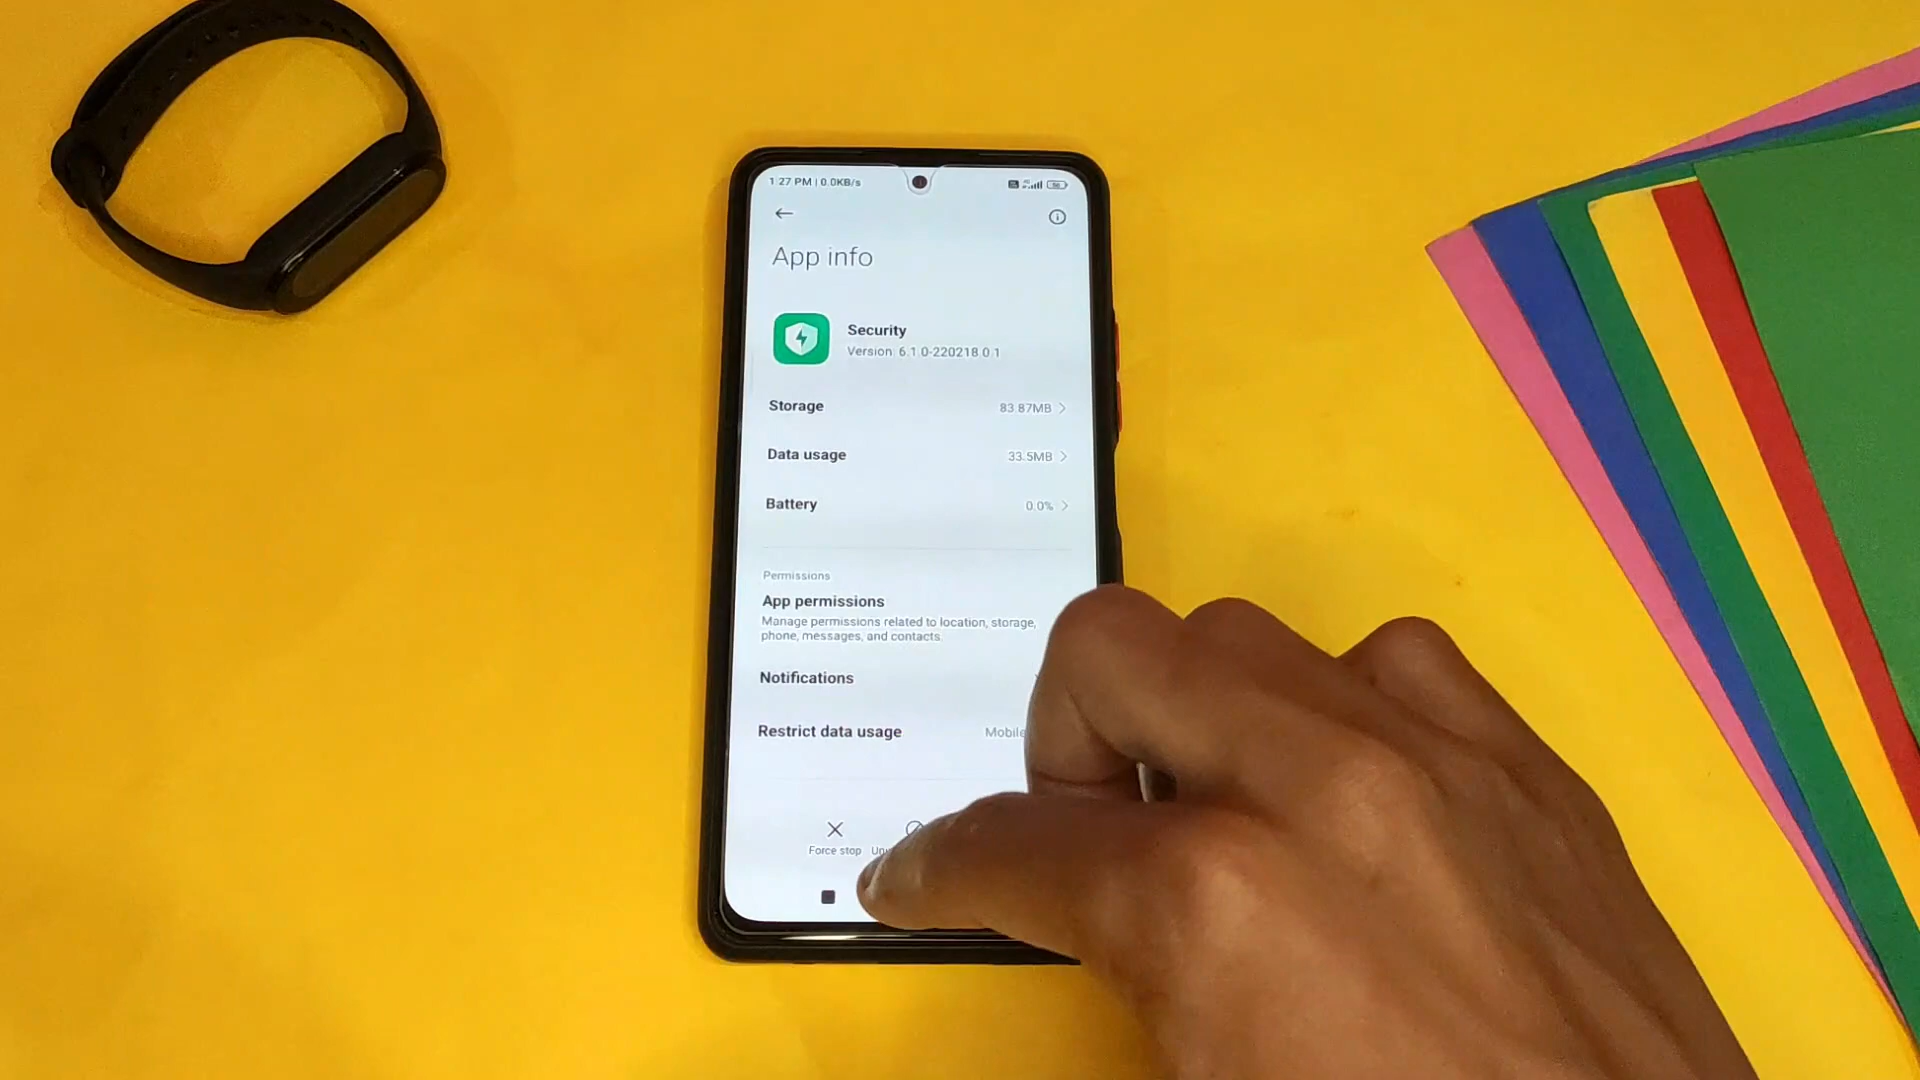 1:27 PM | 0.0KB/s
App info
Security
Version: 6.1.0-220218.0.1
Storage 83.87MB
Data usage 33.5MB
Battery 0.0%
Permissions
App permissions
Manage permissions related to location, storage,
phone, messages, and contacts.
Notifications
Restrict data usage Mobile
Force stop